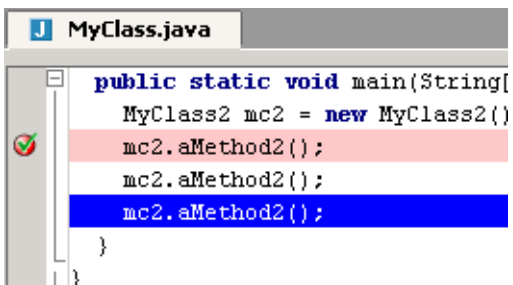 J MyClass.java
public static void main(String[
MyClass2 mc2 = new MyClass2()
mc2.aMethod2();
mc2.aMethod2();
mc2.aMethod2();
}
}